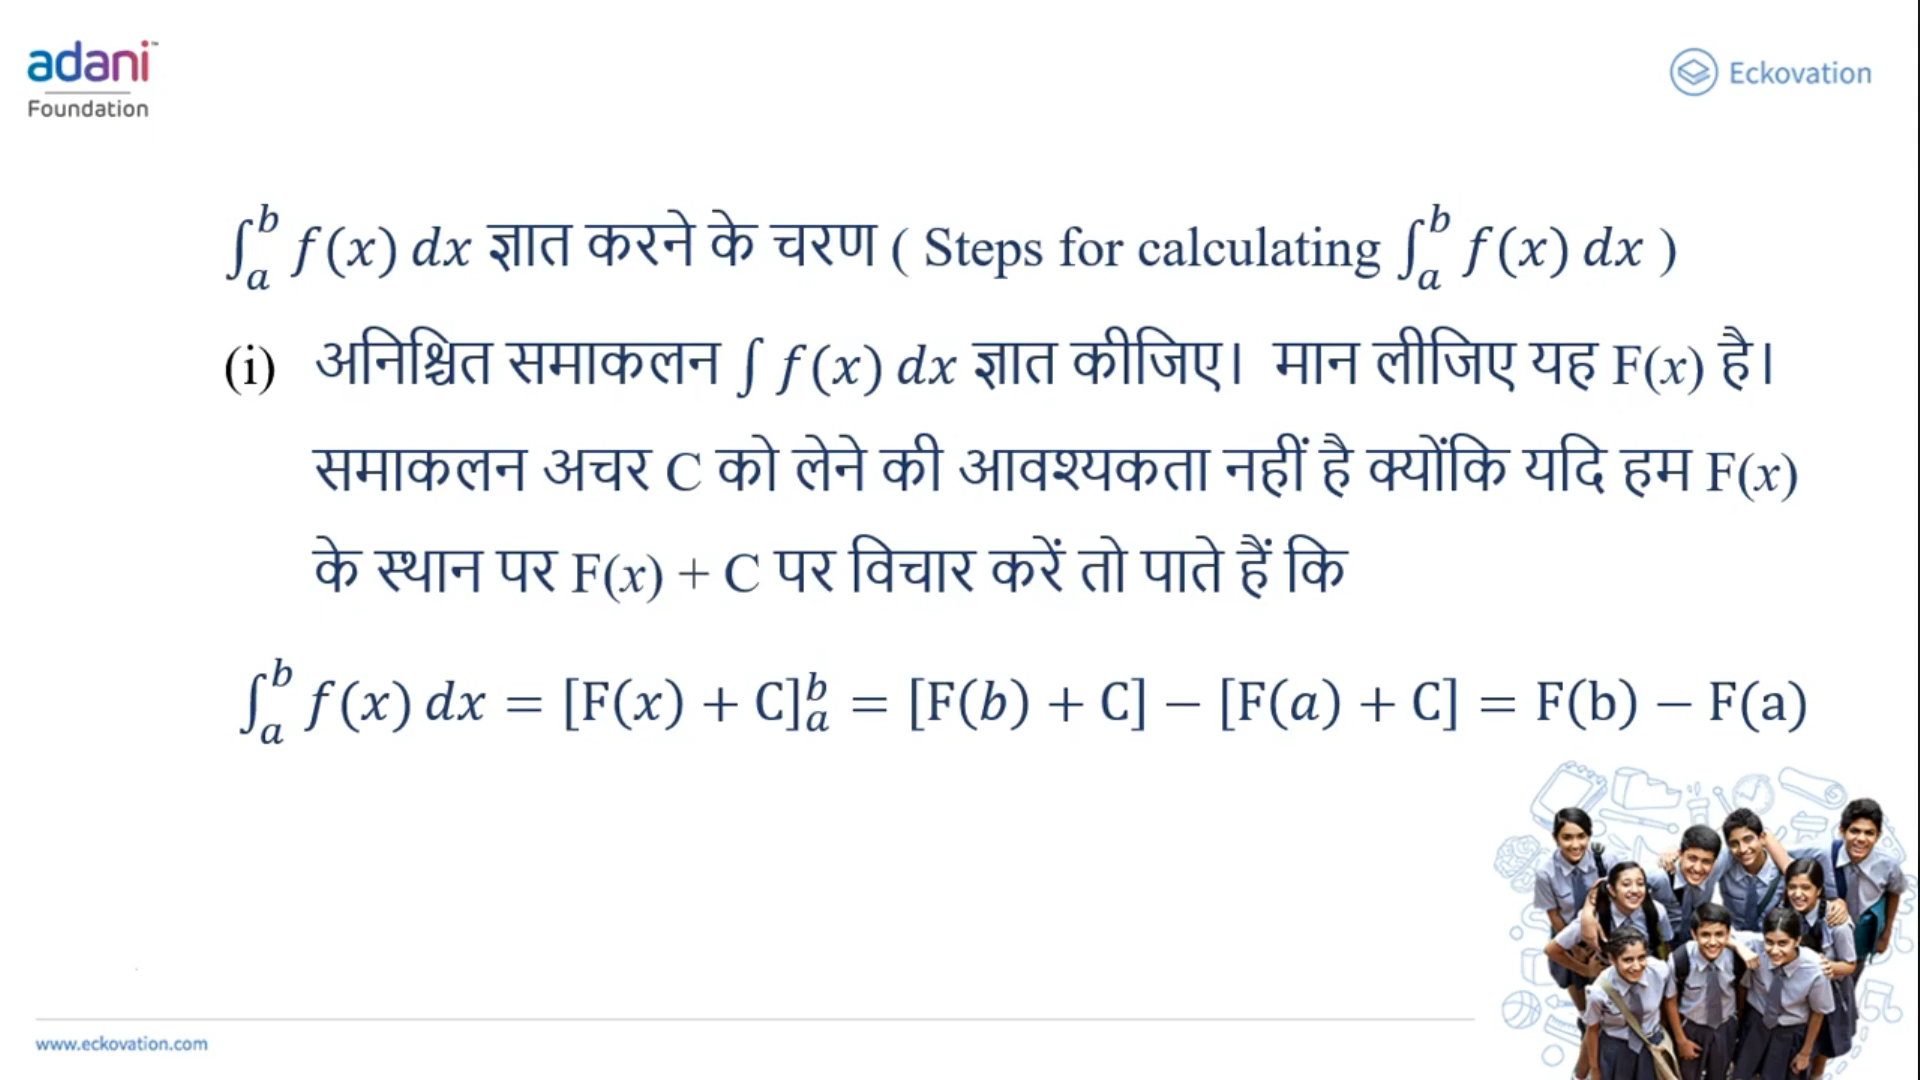 adani™
Foundation
Eckovation
∫ₐᵇ f(x) dx ज्ञात करने के चरण ( Steps for calculating ∫ₐᵇ f(x) dx )
(i) अनिश्चित समाकलन ∫ f(x) dx ज्ञात कीजिए। मान लीजिए यह F(x) है।
समाकलन अचर C को लेने की आवश्यकता नहीं है क्योंकि यदि हम F(x)
के स्थान पर F(x) + C पर विचार करें तो पाते हैं कि
∫ₐᵇ f(x) dx = [F(x) + C]ₐᵇ = [F(b) + C] − [F(a) + C] = F(b) − F(a)
www.eckovation.com